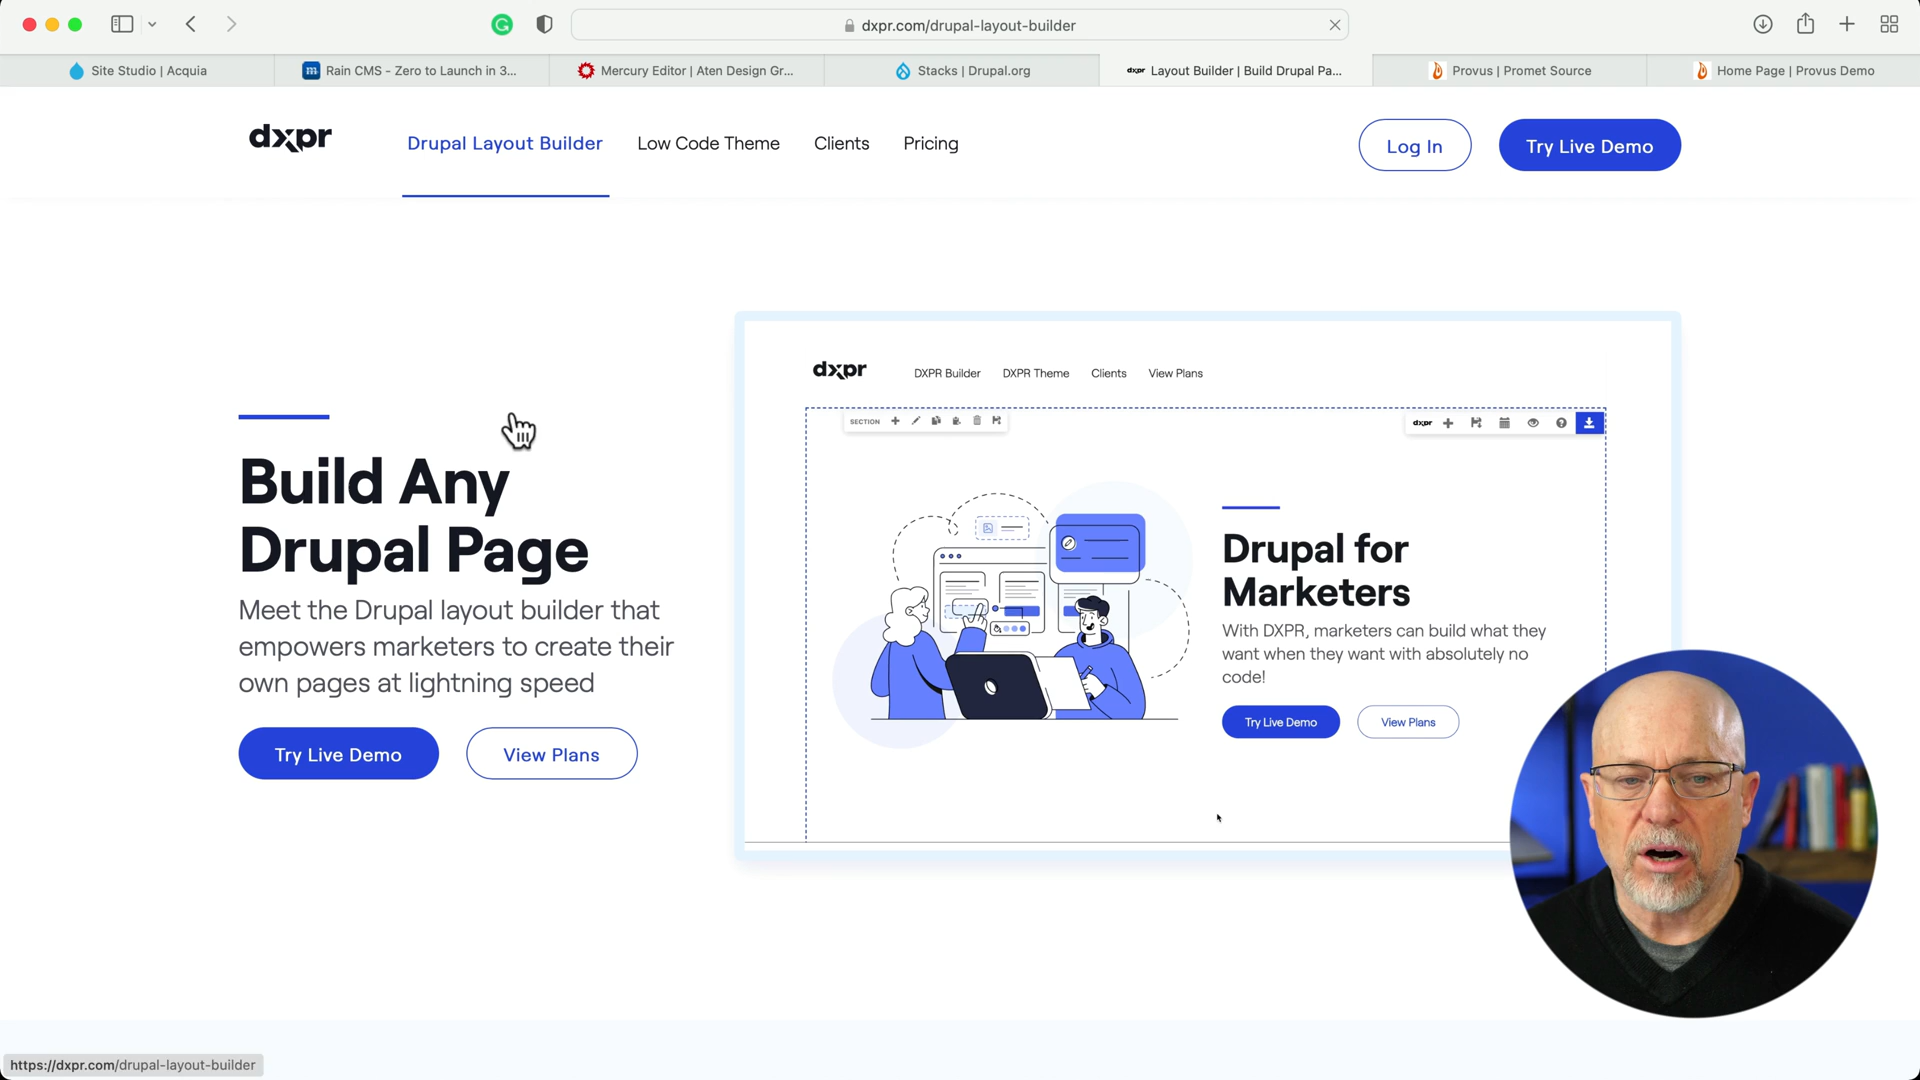 dxpr.com/drupal-layout-builder
Site Studio | Acquia
Rain CMS - Zero to Launch in 3...
Mercury Editor | Aten Design Gr...
Stacks | Drupal.org
dxpr Layout Builder | Build Drupal Pa...
Provus | Promet Source
Home Page | Provus Demo
dxpr
Drupal Layout Builder
Low Code Theme
Clients
Pricing
Log In
Try Live Demo
Build Any
Drupal Page
Meet the Drupal layout builder that
empowers marketers to create their
own pages at lightning speed
Try Live Demo
View Plans
dxpr
DXPR Builder
DXPR Theme
Clients
View Plans
SECTION
dxpr
Drupal for
Marketers
With DXPR, marketers can build what they
want when they want with absolutely no
code!
Try Live Demo
View Plans
https://dxpr.com/drupal-layout-builder